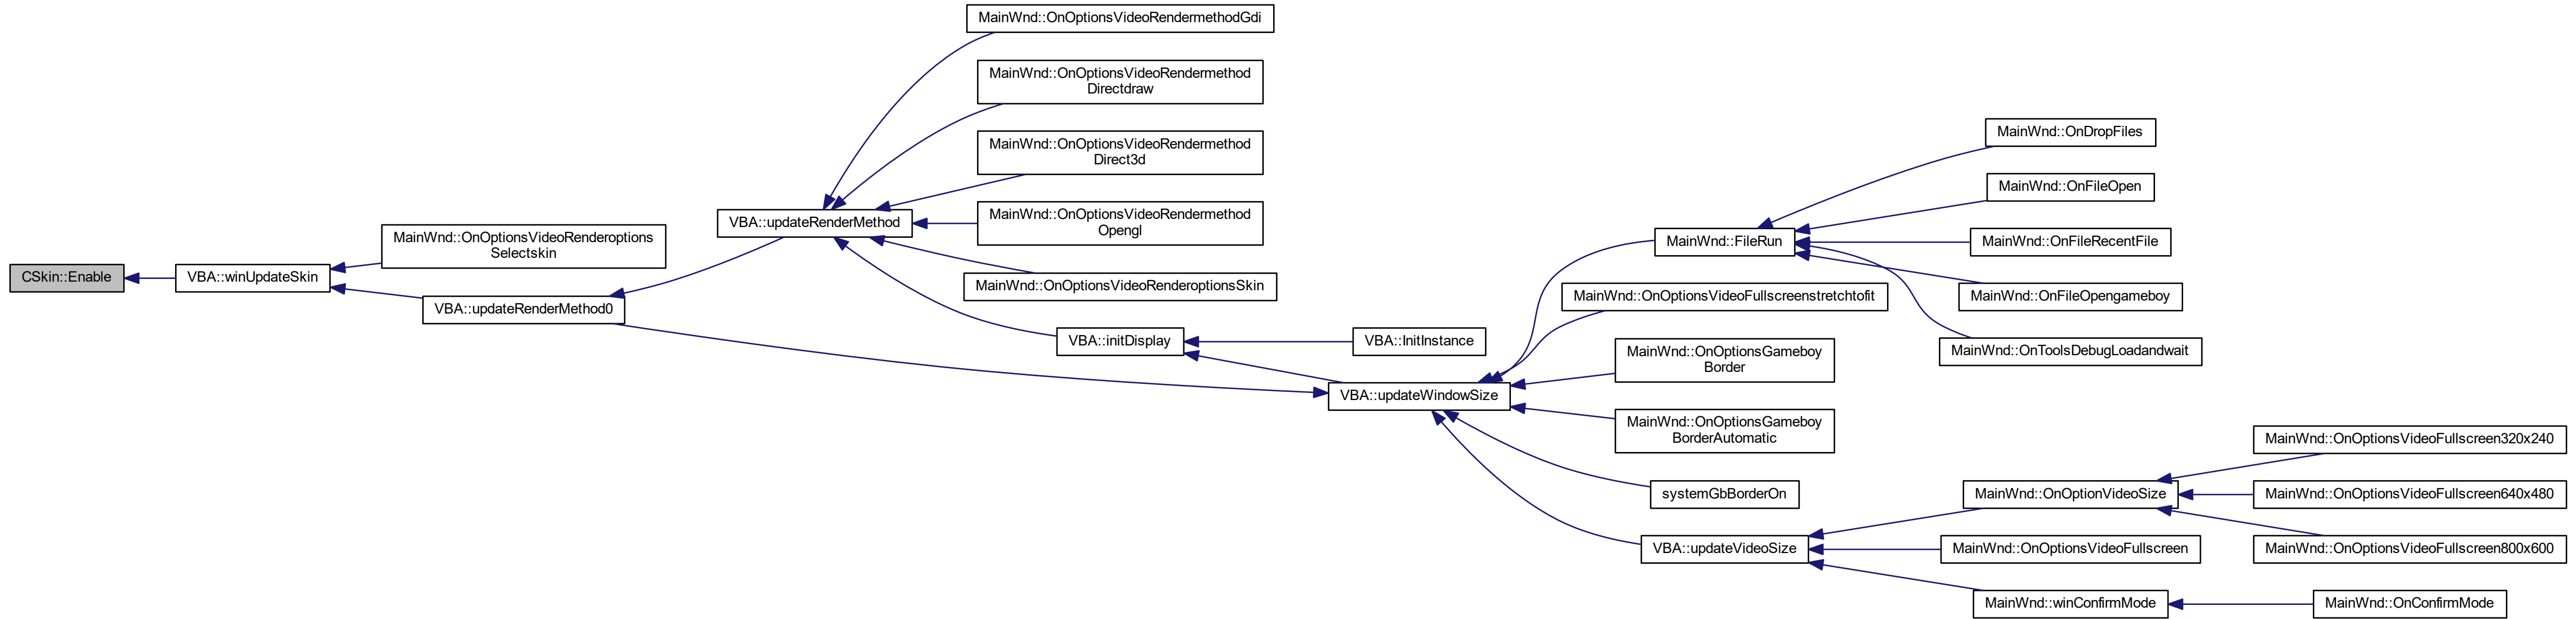 CSkin::Enable
VBA::winUpdateSkin
MainWnd::OnOptionsVideoRenderoptions
Selectskin
VBA::updateRenderMethod0
VBA::updateRenderMethod
MainWnd::OnOptionsVideoRendermethodGdi
MainWnd::OnOptionsVideoRendermethod
Directdraw
MainWnd::OnOptionsVideoRendermethod
Direct3d
MainWnd::OnOptionsVideoRendermethod
Opengl
MainWnd::OnOptionsVideoRenderoptionsSkin
VBA::initDisplay
VBA::InitInstance
VBA::updateWindowSize
MainWnd::FileRun
MainWnd::OnOptionsVideoFullscreenstretchtofit
MainWnd::OnOptionsGameboy
Border
MainWnd::OnOptionsGameboy
BorderAutomatic
systemGbBorderOn
VBA::updateVideoSize
MainWnd::OnDropFiles
MainWnd::OnFileOpen
MainWnd::OnFileRecentFile
MainWnd::OnFileOpengameboy
MainWnd::OnToolsDebugLoadandwait
MainWnd::OnOptionVideoSize
MainWnd::OnOptionsVideoFullscreen
MainWnd::winConfirmMode
MainWnd::OnOptionsVideoFullscreen320x240
MainWnd::OnOptionsVideoFullscreen640x480
MainWnd::OnOptionsVideoFullscreen800x600
MainWnd::OnConfirmMode